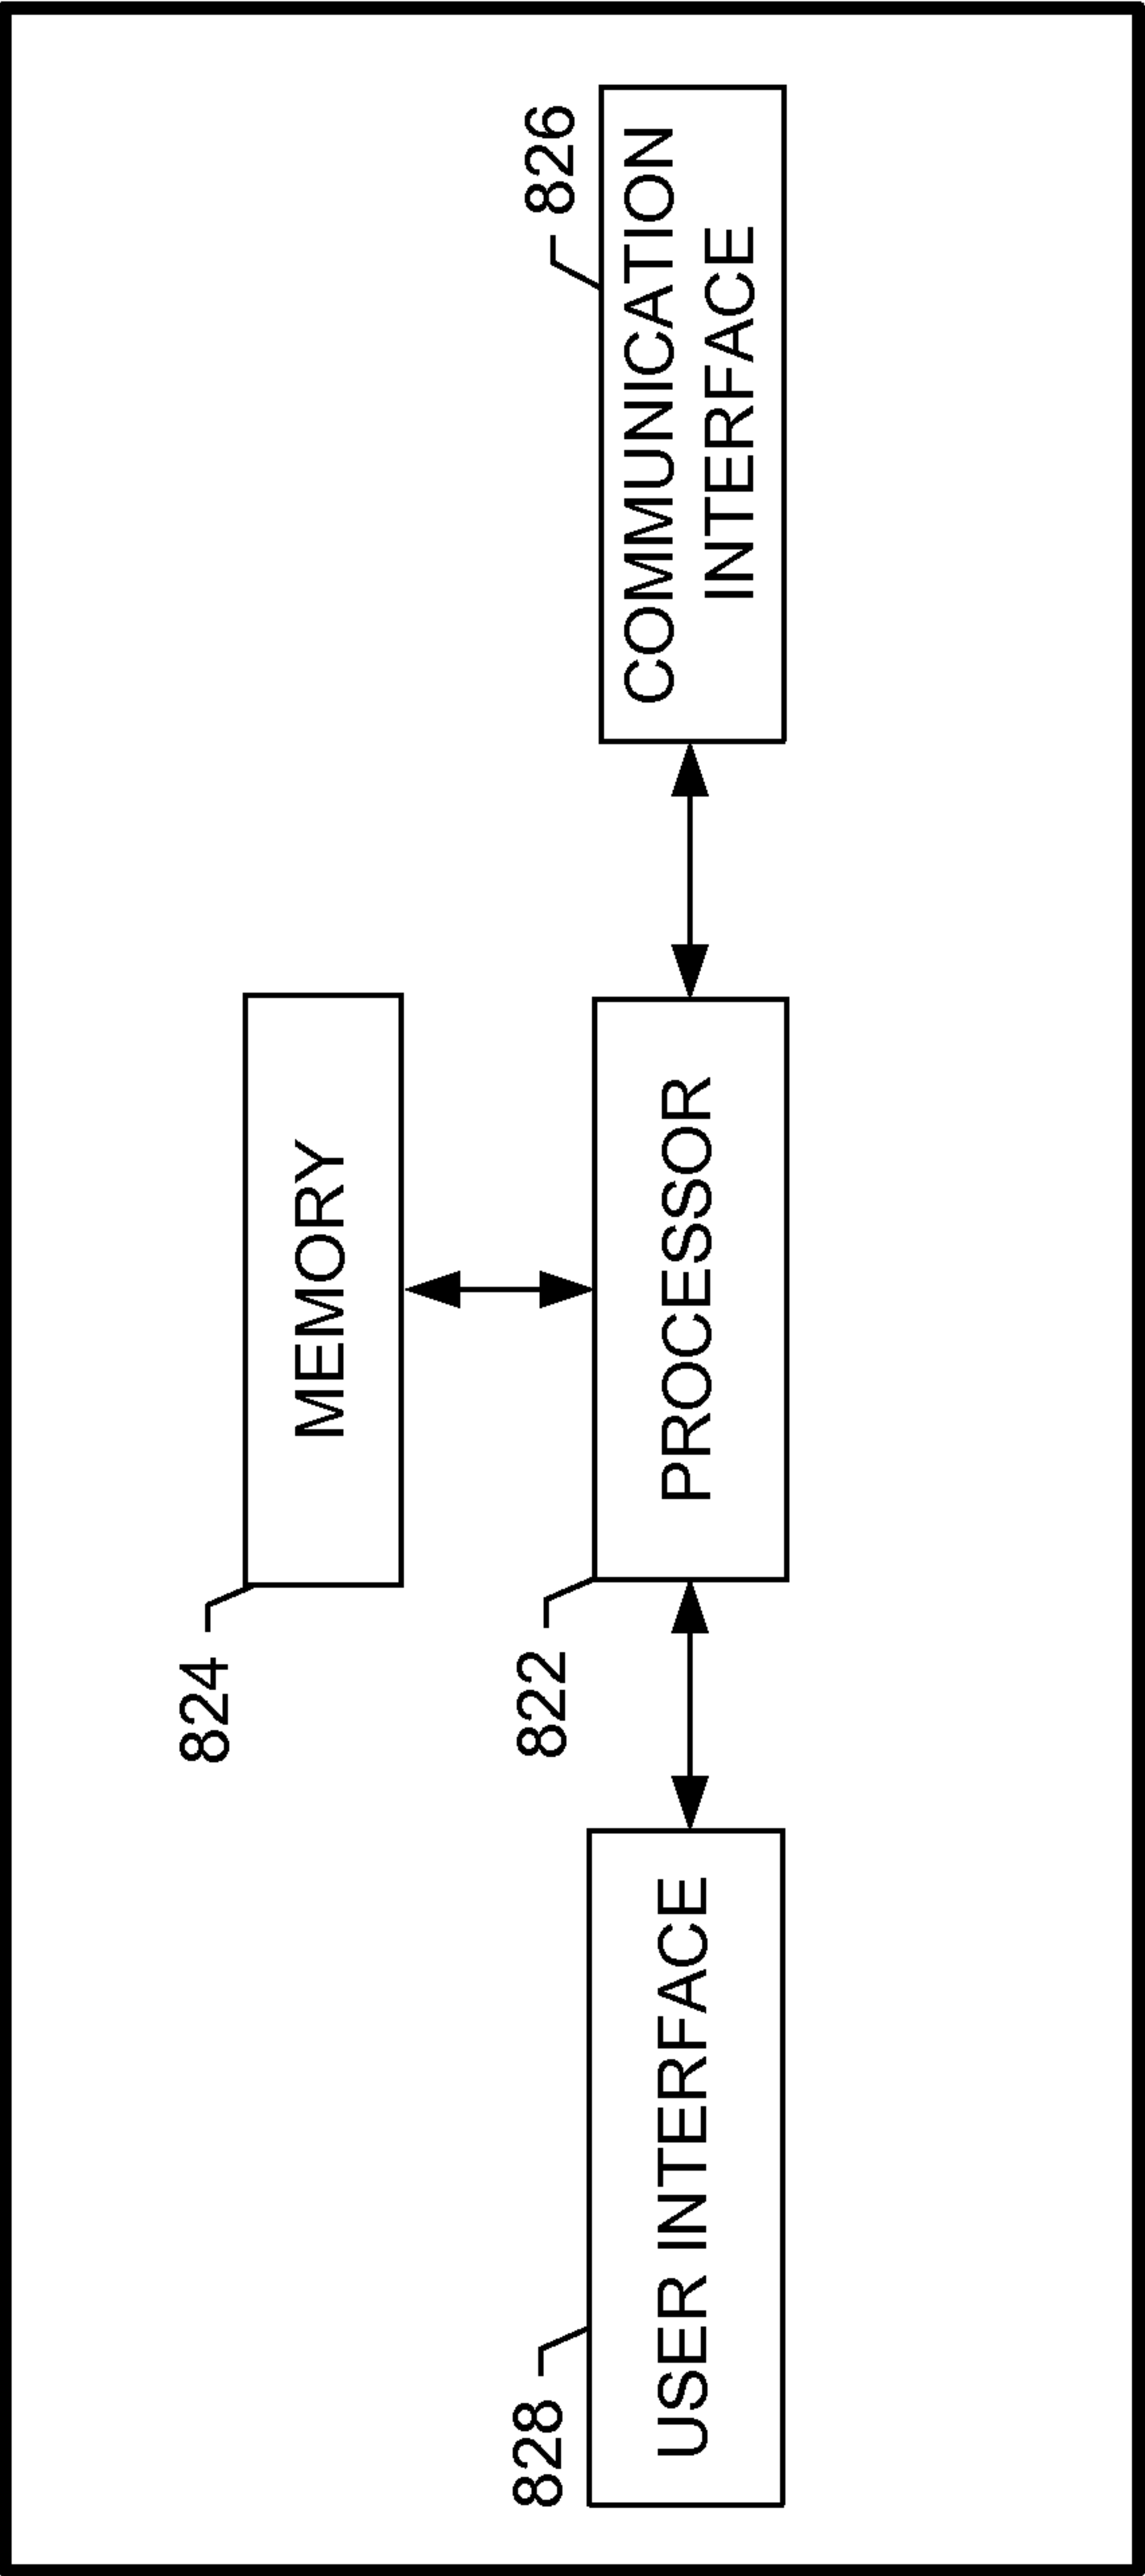 824
MEMORY
828
822
826
USER INTERFACE
PROCESSOR
COMMUNICATION
INTERFACE